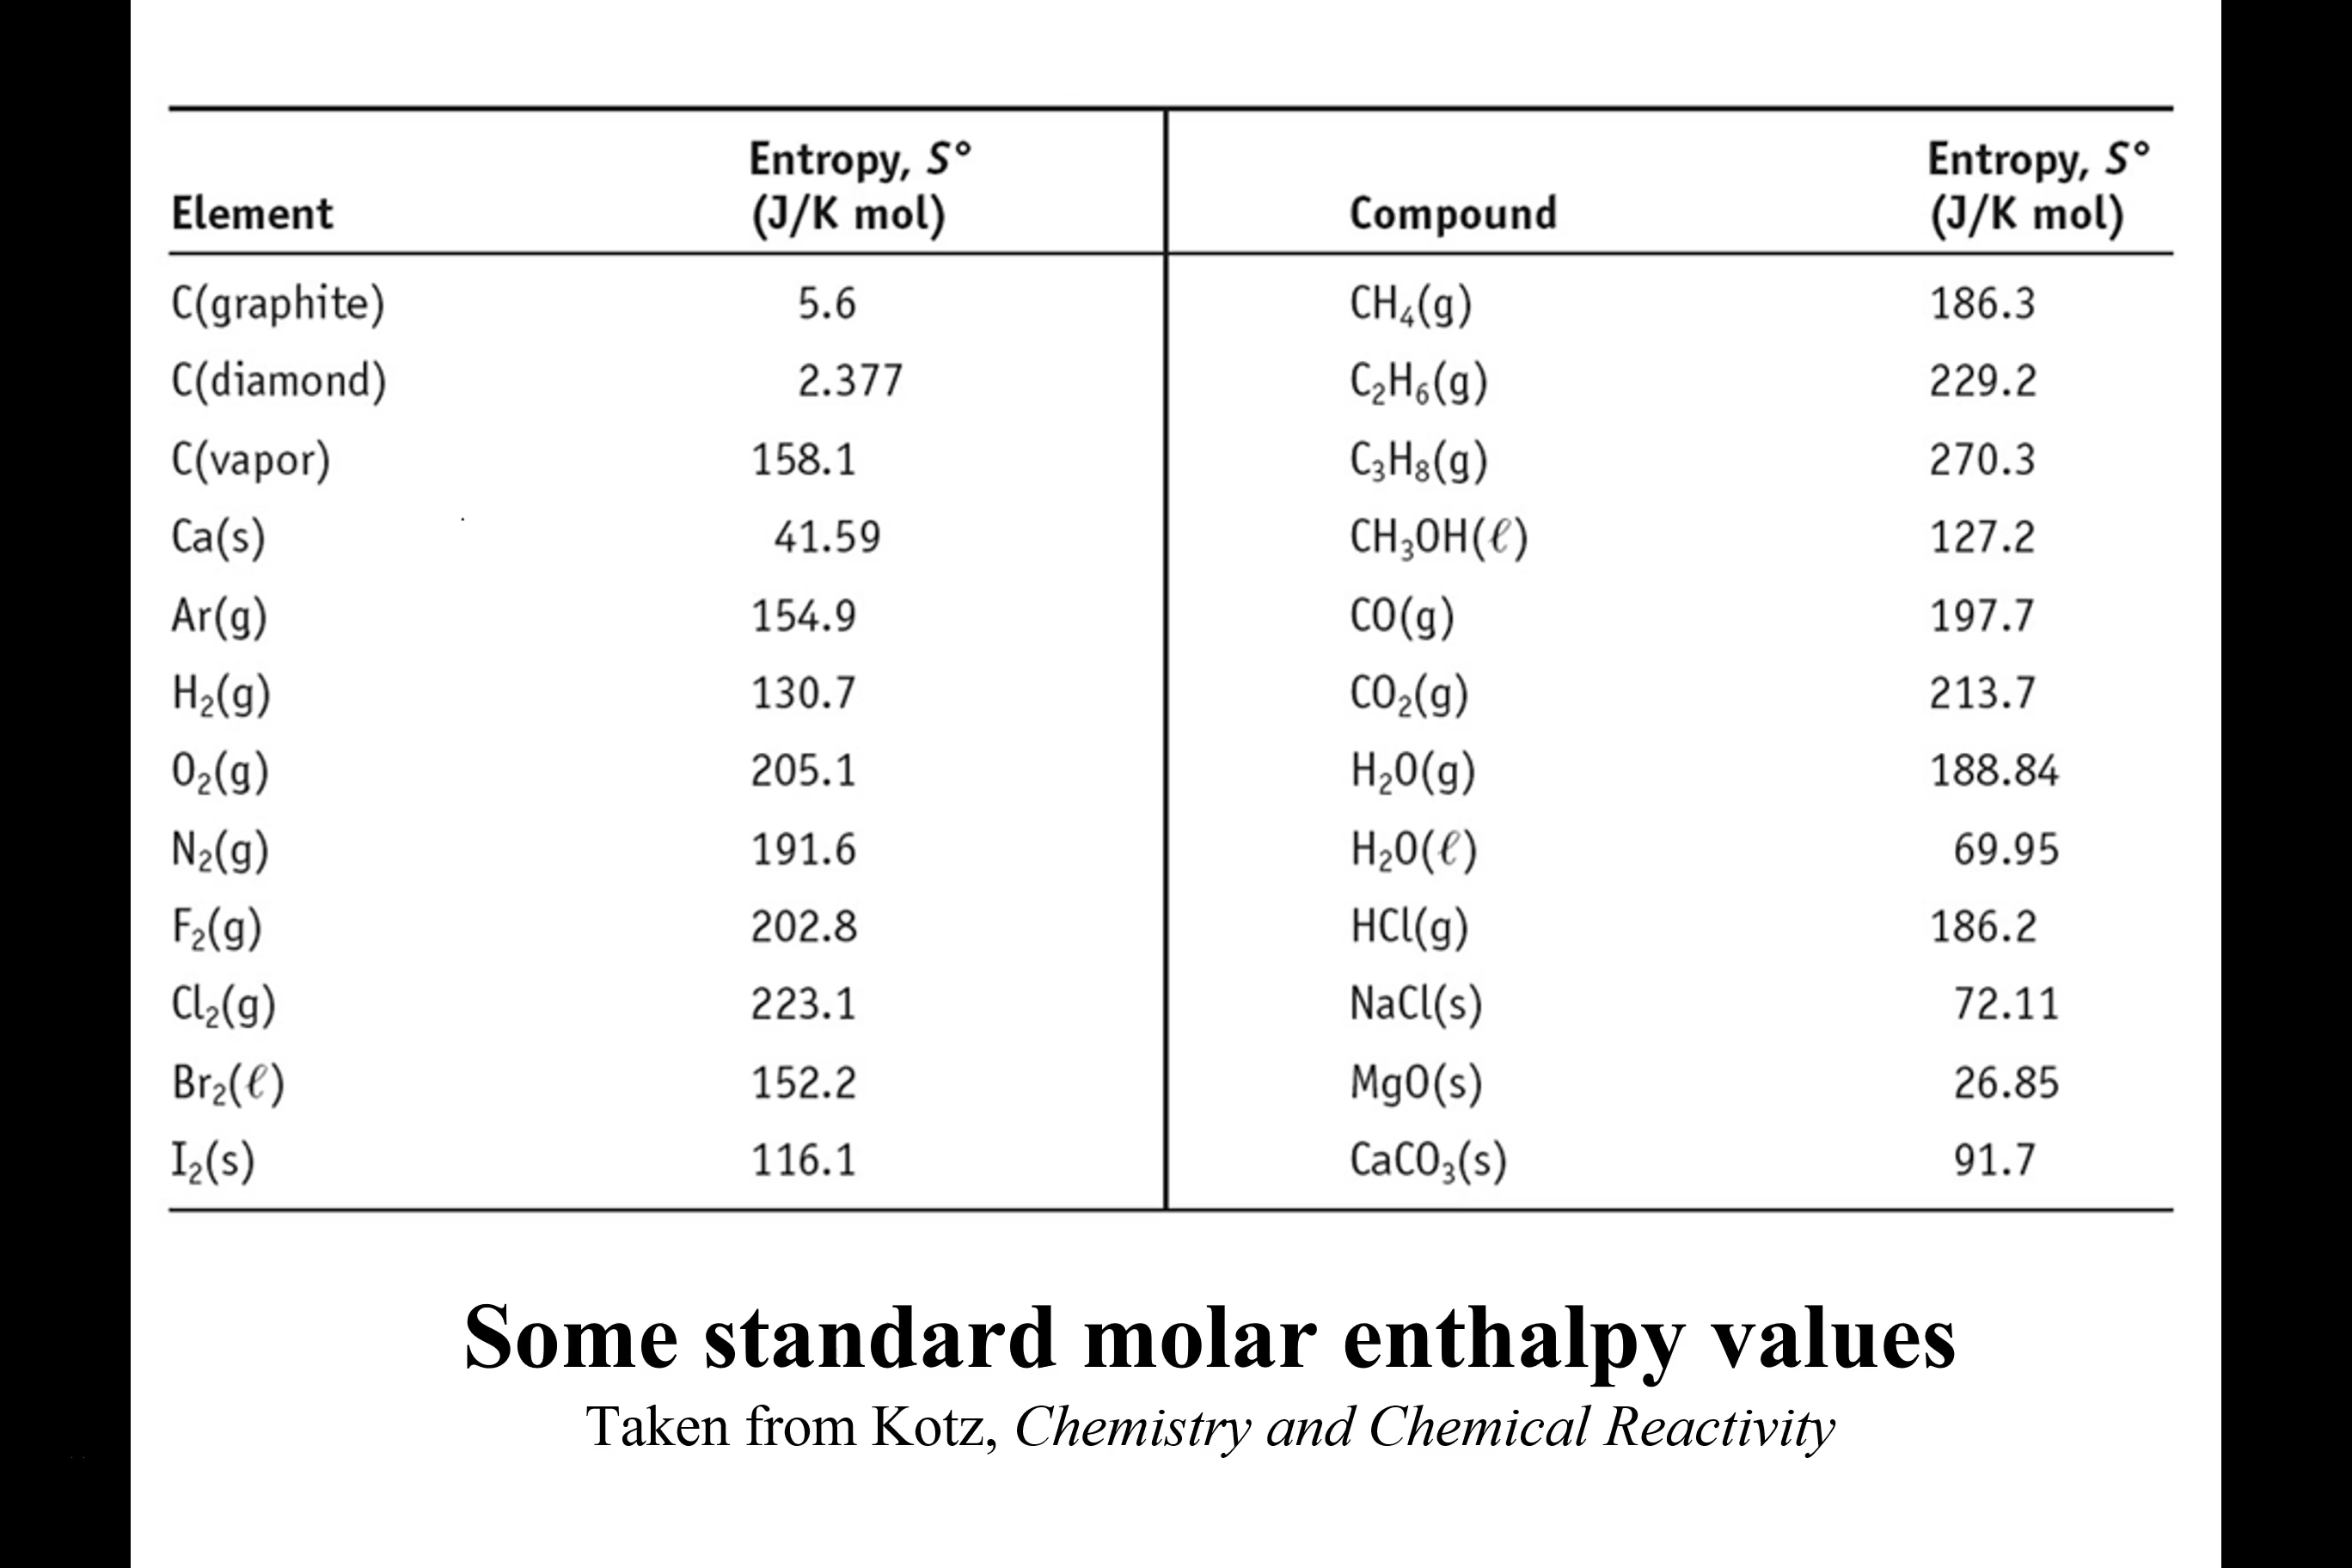 Element Entropy, S° (J/K mol) Compound Entropy, S° (J/K mol)
C(graphite) 5.6 CH₄(g) 186.3
C(diamond) 2.377 C₂H₆(g) 229.2
C(vapor) 158.1 C₃H₈(g) 270.3
Ca(s) 41.59 CH₃OH(ℓ) 127.2
Ar(g) 154.9 CO(g) 197.7
H₂(g) 130.7 CO₂(g) 213.7
O₂(g) 205.1 H₂O(g) 188.84
N₂(g) 191.6 H₂O(ℓ) 69.95
F₂(g) 202.8 HCl(g) 186.2
Cl₂(g) 223.1 NaCl(s) 72.11
Br₂(ℓ) 152.2 MgO(s) 26.85
I₂(s) 116.1 CaCO₃(s) 91.7
Some standard molar enthalpy values
Taken from Kotz, Chemistry and Chemical Reactivity